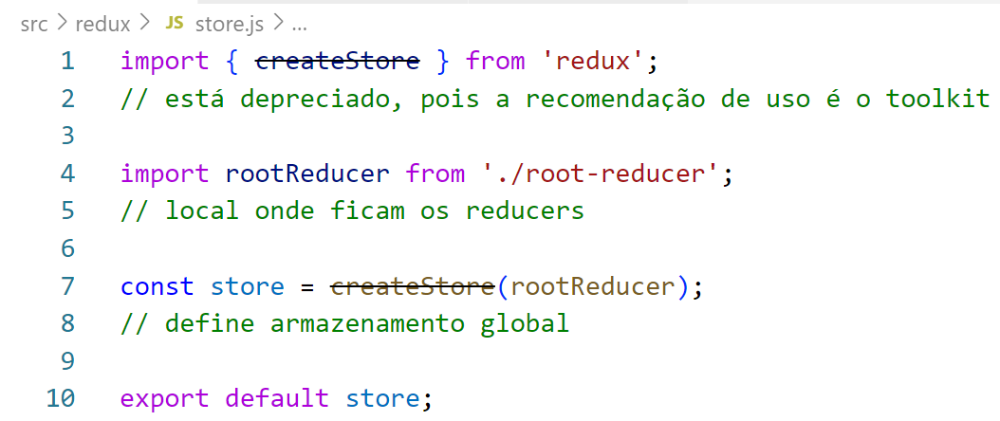 src > redux > JS store.js > ...
1 import { createStore } from 'redux';
2 // está depreciado, pois a recomendação de uso é o toolkit
3
4 import rootReducer from './root-reducer';
5 // local onde ficam os reducers
6
7 const store = createStore(rootReducer);
8 // define armazenamento global
9
10 export default store;